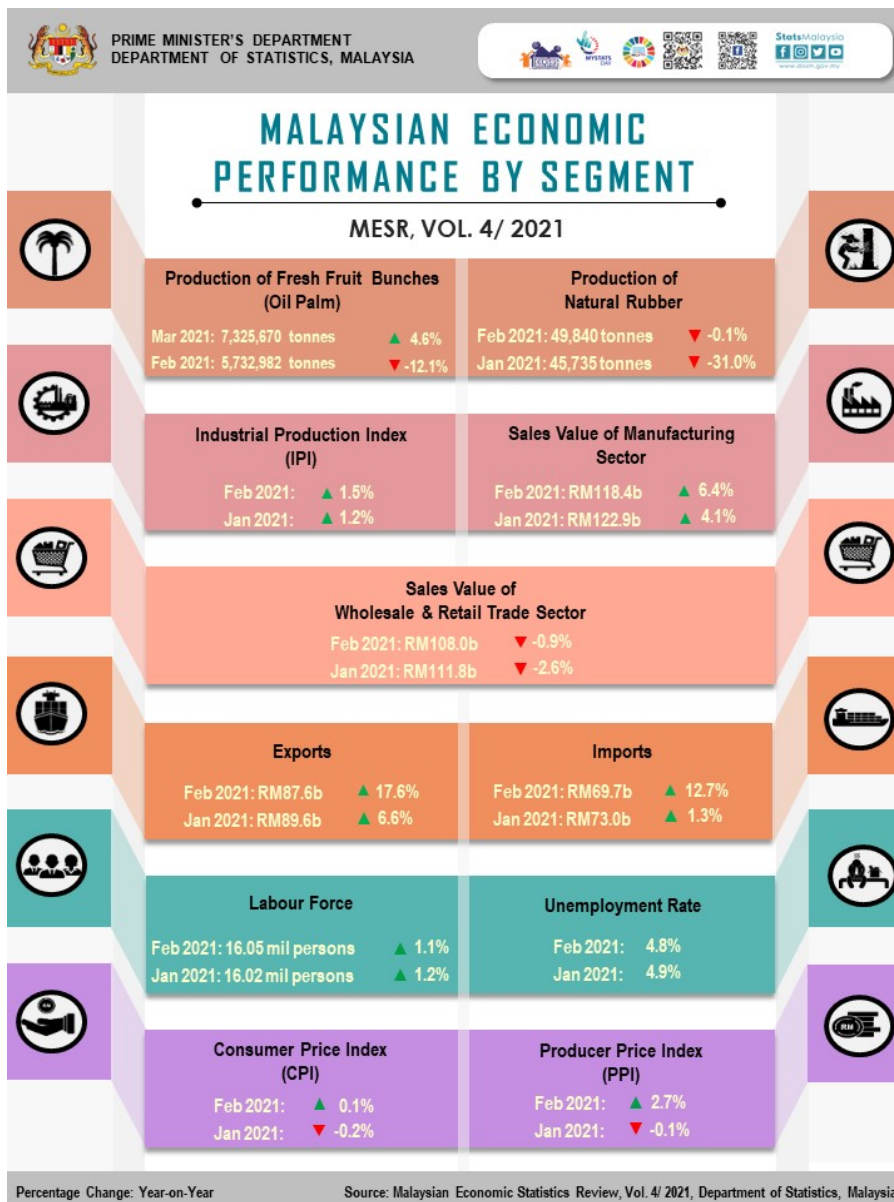 PRIME MINISTER'S DEPARTMENT
DEPARTMENT OF STATISTICS, MALAYSIA
MYSTATS
DAY
StatsMalaysia
www.dosm.gov.my
MALAYSIAN ECONOMIC
PERFORMANCE BY SEGMENT
MESR, VOL. 4/ 2021
Production of Fresh Fruit Bunches
(Oil Palm)
Mar 2021: 7,325,670 tonnes ▲ 4.6%
Feb 2021: 5,732,982 tonnes ▼ -12.1%
Production of
Natural Rubber
Feb 2021: 49,840 tonnes ▼ -0.1%
Jan 2021: 45,735 tonnes ▼ -31.0%
Industrial Production Index
(IPI)
Feb 2021: ▲ 1.5%
Jan 2021: ▲ 1.2%
Sales Value of Manufacturing
Sector
Feb 2021: RM118.4b ▲ 6.4%
Jan 2021: RM122.9b ▲ 4.1%
Sales Value of
Wholesale & Retail Trade Sector
Feb 2021: RM108.0b ▼ -0.9%
Jan 2021: RM111.8b ▼ -2.6%
Exports
Feb 2021: RM87.6b ▲ 17.6%
Jan 2021: RM89.6b ▲ 6.6%
Imports
Feb 2021: RM69.7b ▲ 12.7%
Jan 2021: RM73.0b ▲ 1.3%
Labour Force
Feb 2021: 16.05 mil persons ▲ 1.1%
Jan 2021: 16.02 mil persons ▲ 1.2%
Unemployment Rate
Feb 2021: 4.8%
Jan 2021: 4.9%
Consumer Price Index
(CPI)
Feb 2021: ▲ 0.1%
Jan 2021: ▼ -0.2%
Producer Price Index
(PPI)
Feb 2021: ▲ 2.7%
Jan 2021: ▼ -0.1%
RM
RM
Percentage Change: Year-on-Year
Source: Malaysian Economic Statistics Review, Vol. 4/ 2021, Department of Statistics, Malaysia